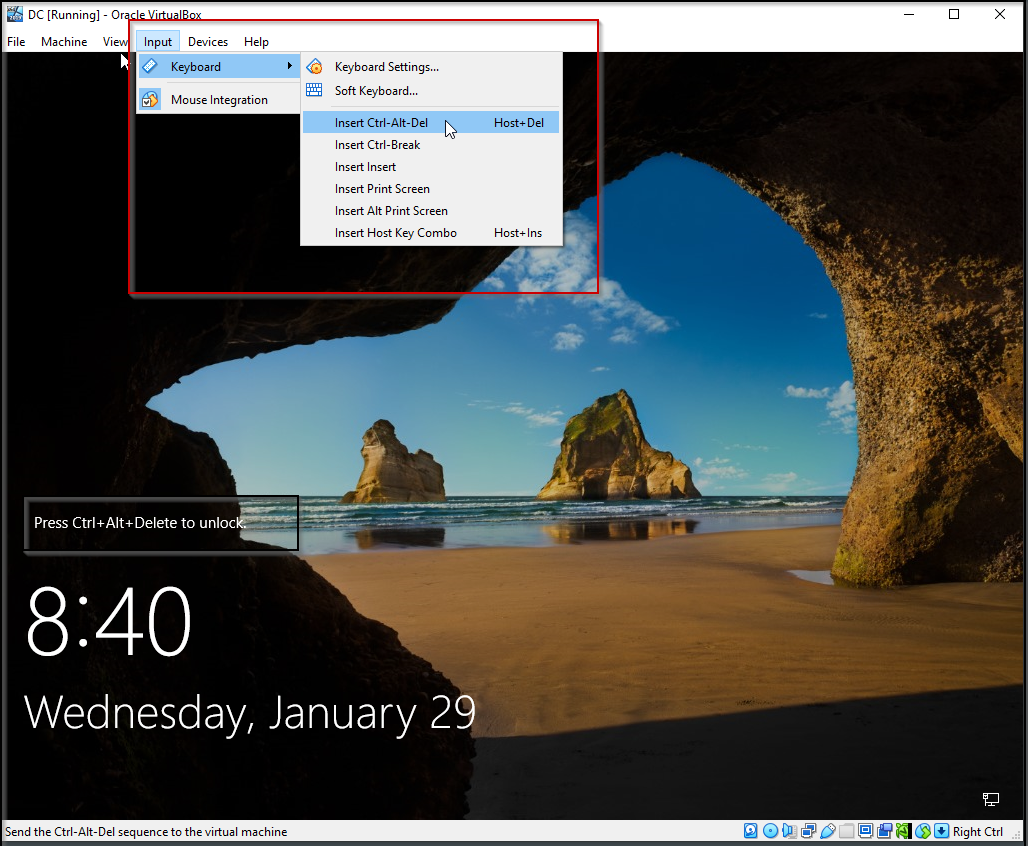 DC [Running] - Oracle VirtualBox
File Machine View Input Devices Help
Keyboard
Mouse Integration
Keyboard Settings...
Soft Keyboard...
Insert Ctrl-Alt-Del Host+Del
Insert Ctrl-Break
Insert Insert
Insert Print Screen
Insert Alt Print Screen
Insert Host Key Combo Host+Ins
Press Ctrl+Alt+Delete to unlock.
8:40
Wednesday, January 29
Send the Ctrl-Alt-Del sequence to the virtual machine
Right Ctrl